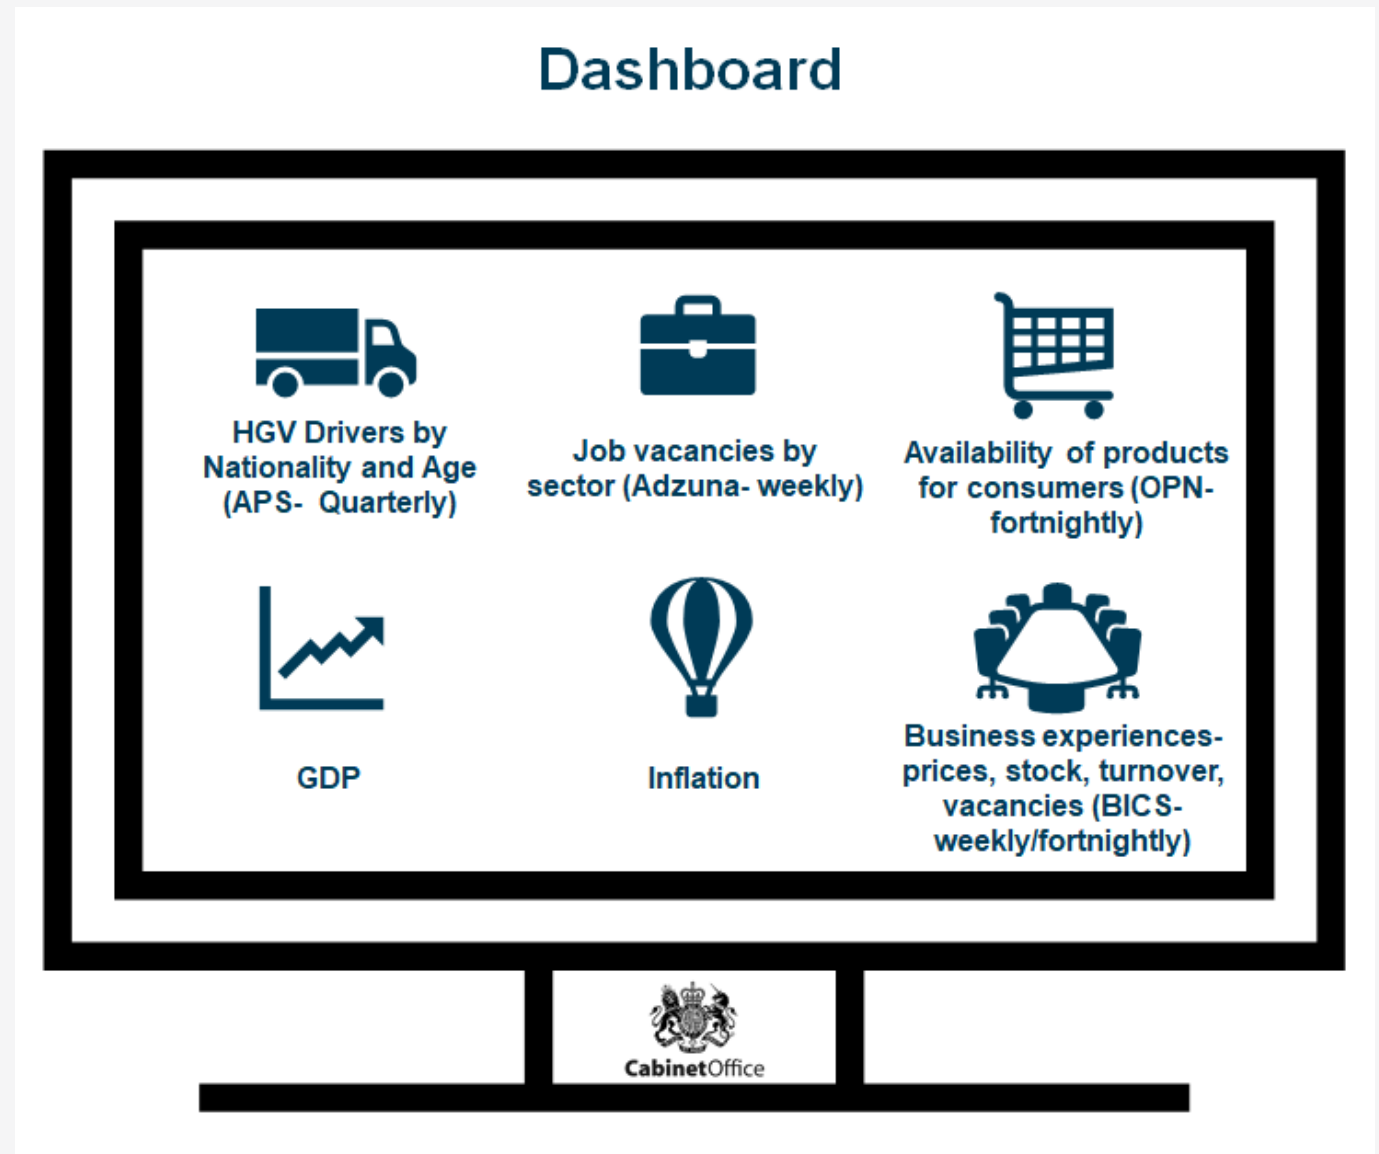 Dashboard
HGV Drivers by
Nationality and Age
(APS- Quarterly)
Job vacancies by
sector (Adzuna- weekly)
Availability of products
for consumers (OPN-
fortnightly)
GDP
Inflation
Business experiences-
prices, stock, turnover,
vacancies (BICS-
weekly/fortnightly)
CabinetOffice